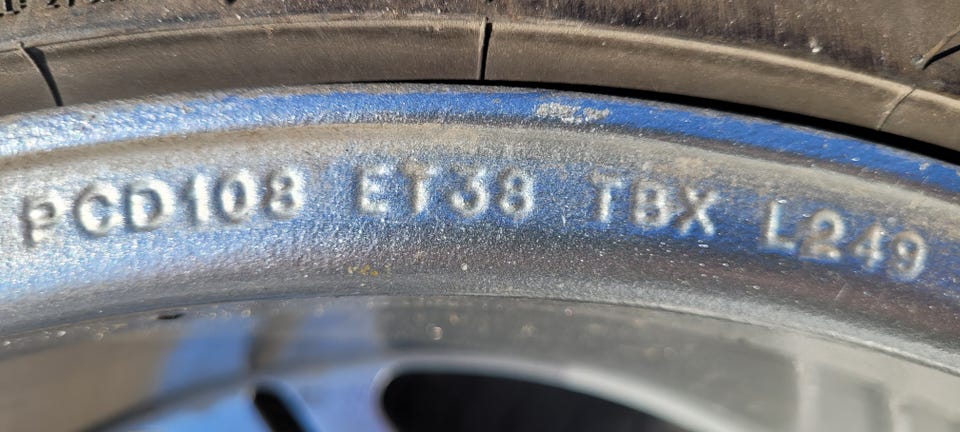 PCD108 ET38 TBX L249